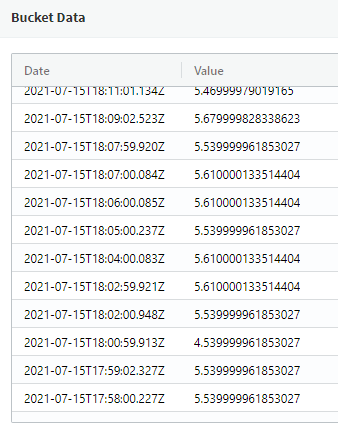 Bucket Data
Date Value
2021-07-15T18:11:01.134Z 5.46999979019165
2021-07-15T18:09:02.523Z 5.679999828338623
2021-07-15T18:07:59.920Z 5.539999961853027
2021-07-15T18:07:00.084Z 5.610000133514404
2021-07-15T18:06:00.085Z 5.610000133514404
2021-07-15T18:05:00.237Z 5.539999961853027
2021-07-15T18:04:00.083Z 5.610000133514404
2021-07-15T18:02:59.921Z 5.610000133514404
2021-07-15T18:02:00.948Z 5.539999961853027
2021-07-15T18:00:59.913Z 4.539999961853027
2021-07-15T17:59:02.327Z 5.539999961853027
2021-07-15T17:58:00.227Z 5.539999961853027